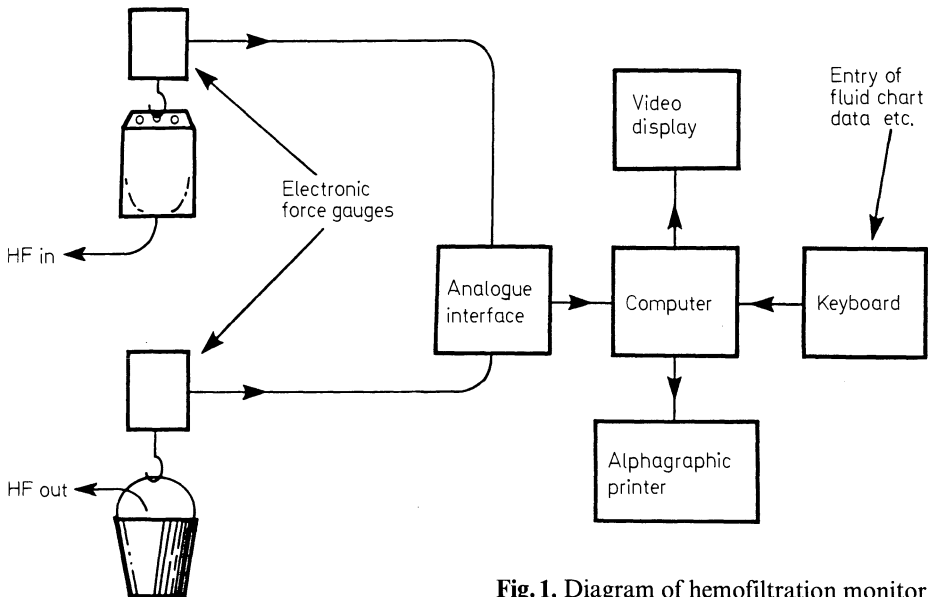 Entry of
fluid chart
data etc.
Video
display
Electronic
force gauges
HF in
Analogue
interface
Computer
Keyboard
Alphagraphic
printer
HF out
Fig. 1. Diagram of hemofiltration monitor